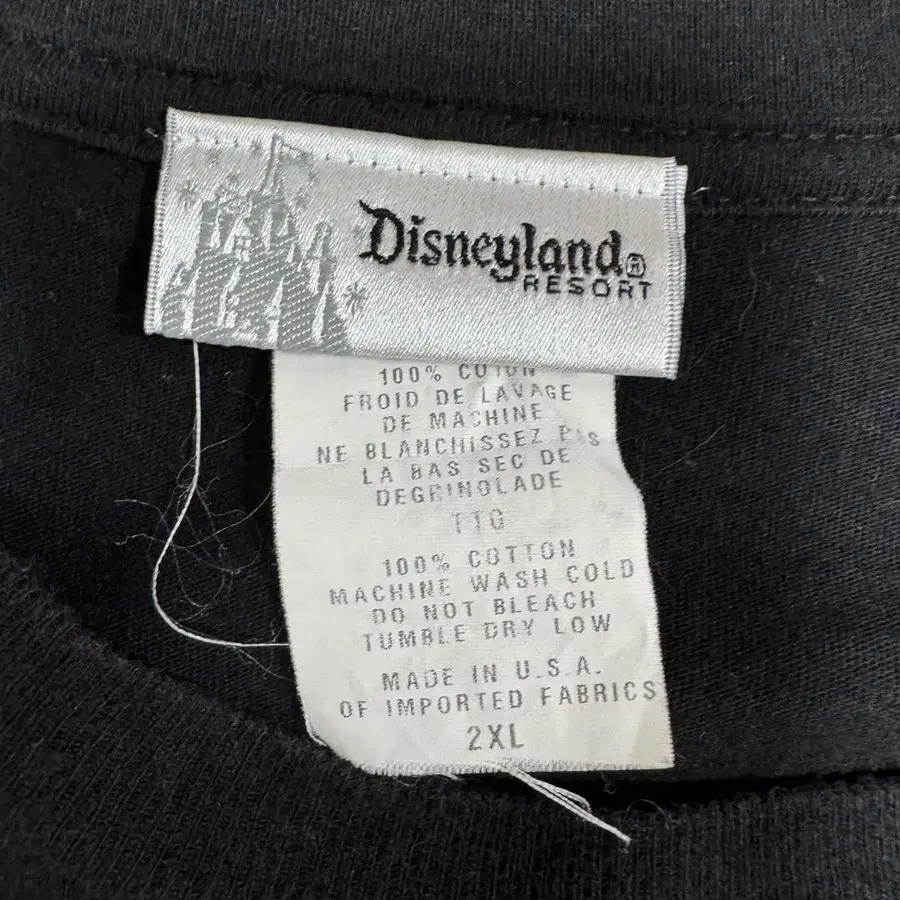 Disneyland®
RESORT
100% COTON
FROID DE LAVAGE
DE MACHINE
NE BLANCHISSEZ PAS
LA BAS SEC DE
DEGRINOLADE
TTG
100% COTTON
MACHINE WASH COLD
DO NOT BLEACH
TUMBLE DRY LOW
MADE IN U.S.A.
OF IMPORTED FABRICS
2XL